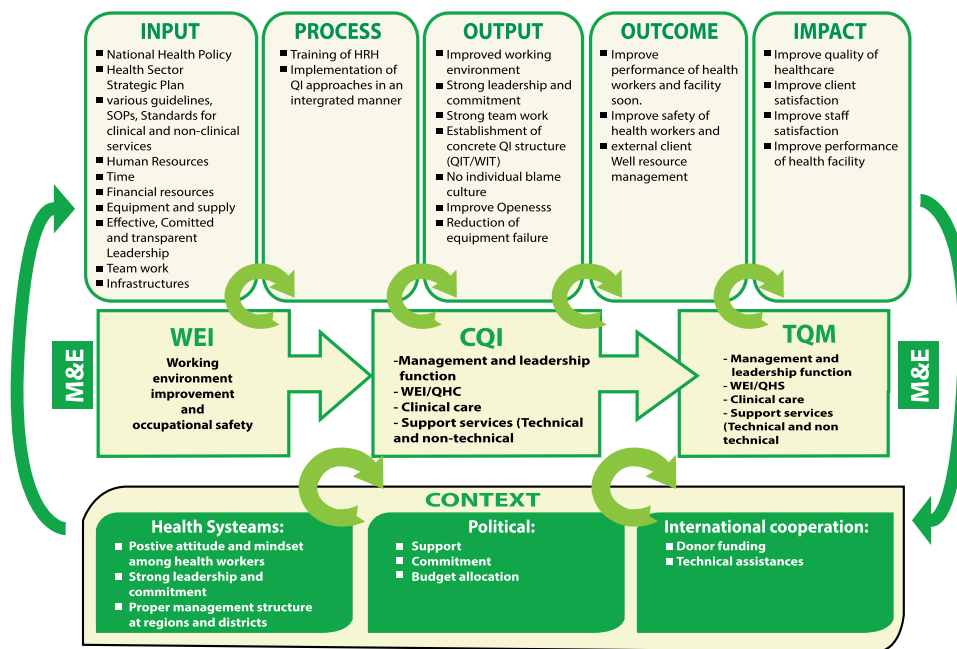 INPUT
■ National Health Policy
■ Health Sector
Strategic Plan
■ various guidelines,
SOPs, Standards for
clinical and non-clinical
services
■ Human Resources
■ Time
■ Financial resources
■ Equipment and supply
■ Effective, Comitted
and transparent
Leadership
■ Team work
■ Infrastructures
PROCESS
■ Training of HRH
■ Implementation of
QI approaches in an
intergrated manner
OUTPUT
■ Improved working
environment
■ Strong leadership and
commitment
■ Strong team work
■ Establishment of
concrete QI structure
(QIT/WIT)
■ No individual blame
culture
■ Improve Openesss
■ Reduction of
equipment failure
OUTCOME
■ Improve
performance of health
workers and facility
soon.
■ Improve safety of
health workers and
■ external client
Well resource
management
IMPACT
■ Improve quality of
healthcare
■ Improve client
satisfaction
■ Improve staff
satisfaction
■ Improve performance
of health facility
M&E
WEI
Working
environment
improvement
and
occupational safety
CQI
-Management and leadership
function
- WEI/QHC
- Clinical care
- Support services (Technical
and non-technical
TQM
- Management and
leadership function
- WEI/QHS
- Clinical care
- Support services
(Technical and non
technical
M&E
CONTEXT
Health Systeams:
■ Postive attitude and mindset
among health workers
■ Strong leadership and
commitment
■ Proper management structure
at regions and districts
Political:
■ Support
■ Commitment
■ Budget allocation
International cooperation:
■ Donor funding
■ Technical assistances